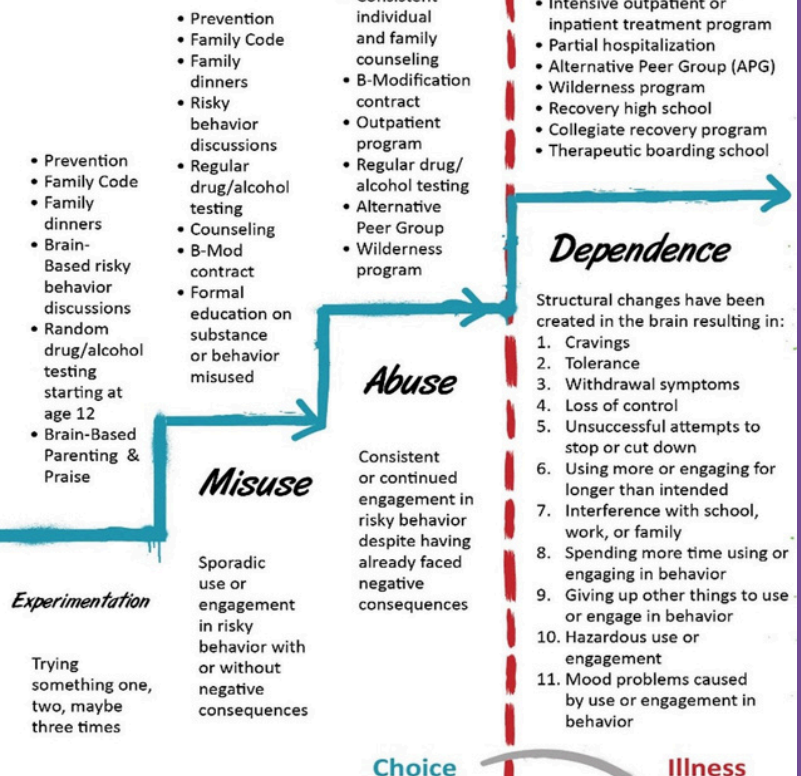 • Prevention
• Family Code
• Family
dinners
• Brain-
Based risky
behavior
discussions
• Random
drug/alcohol
testing
starting at
age 12
• Brain-Based
Parenting &
Praise
Experimentation
Trying
something one,
two, maybe
three times
• Prevention
• Family Code
• Family
dinners
• Risky
behavior
discussions
• Regular
drug/alcohol
testing
• Counseling
• B-Mod
contract
• Formal
education on
substance
or behavior
misused
Misuse
Sporadic
use or
engagement
in risky
behavior with
or without
negative
consequences
individual
and family
counseling
• B-Modification
contract
• Outpatient
program
• Regular drug/
alcohol testing
• Alternative
Peer Group
• Wilderness
program
Abuse
Consistent
or continued
engagement in
risky behavior
despite having
already faced
negative
consequences
• Intensive outpatient or
inpatient treatment program
• Partial hospitalization
• Alternative Peer Group (APG)
• Wilderness program
• Recovery high school
• Collegiate recovery program
• Therapeutic boarding school
Dependence
Structural changes have been
created in the brain resulting in:
1. Cravings
2. Tolerance
3. Withdrawal symptoms
4. Loss of control
5. Unsuccessful attempts to
stop or cut down
6. Using more or engaging for
longer than intended
7. Interference with school,
work, or family
8. Spending more time using or
engaging in behavior
9. Giving up other things to use
or engage in behavior
10. Hazardous use or
engagement
11. Mood problems caused
by use or engagement in
behavior
Choice
Illness